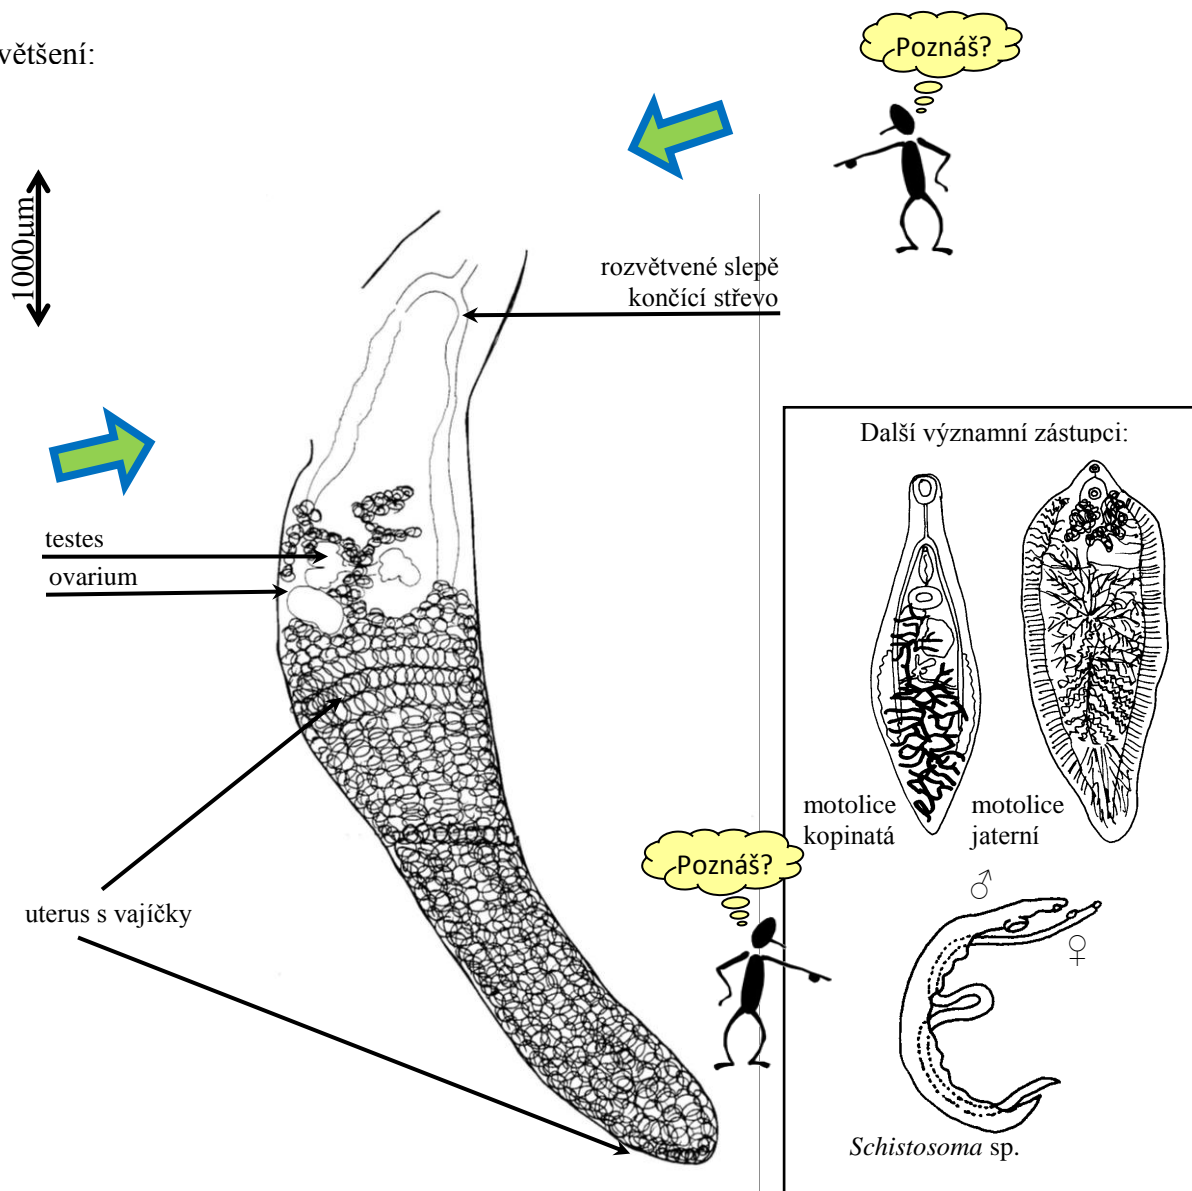 většení:
Poznáš?
1000µm
rozvětvené slepě
končící střevo
testes
ovarium
uterus s vajíčky
Poznáš?
Další významní zástupci:
motolice
kopinatá
motolice
jaterní
♂
♀
Schistosoma sp.